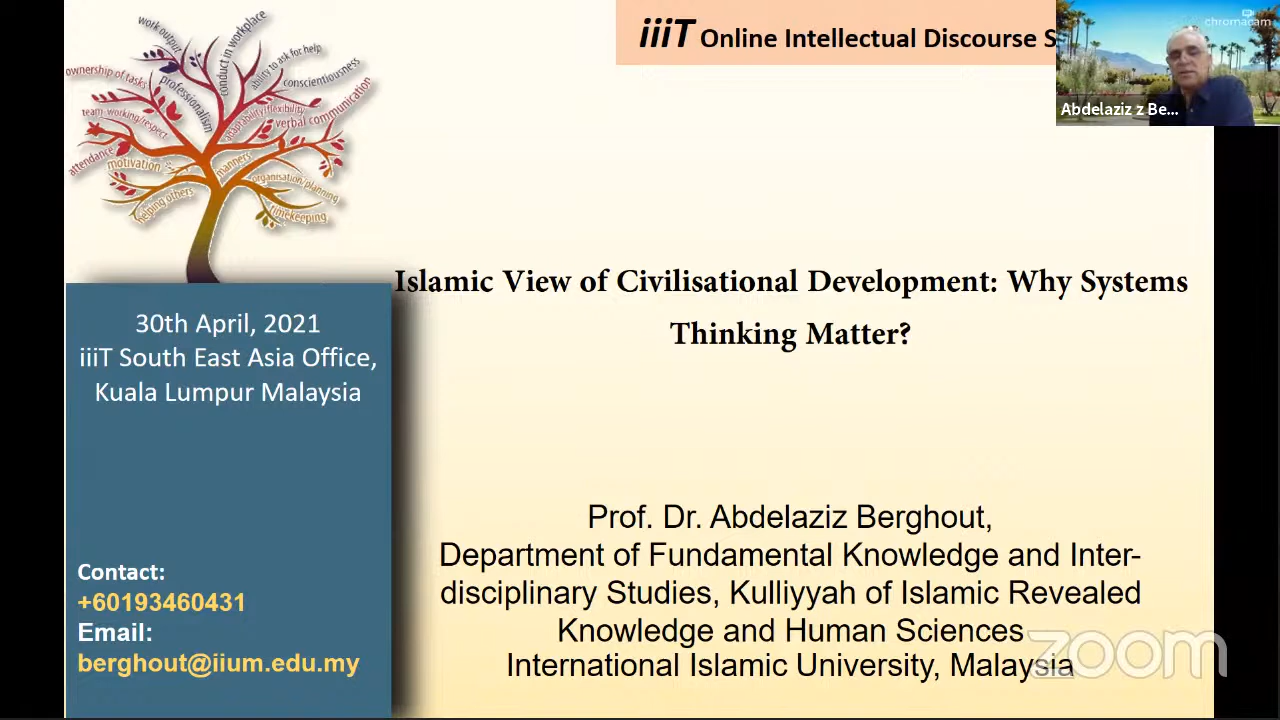 work output
conduct in workplace
ability to ask for help
ownership of tasks
professionalism
conscientiousness
team working/respect
adaptability/flexibility
verbal communication
attendance
motivation
manners
organisation/planning
helping others
timekeeping
iiiT Online Intellectual Discourse S
chromacam
Abdelaziz z Be...
Islamic View of Civilisational Development: Why Systems
Thinking Matter?
30th April, 2021
iiiT South East Asia Office,
Kuala Lumpur Malaysia
Contact:
+60193460431
Email:
berghout@iium.edu.my
Prof. Dr. Abdelaziz Berghout,
Department of Fundamental Knowledge and Inter-
disciplinary Studies, Kulliyyah of Islamic Revealed
Knowledge and Human Sciences
International Islamic University, Malaysia
zoom